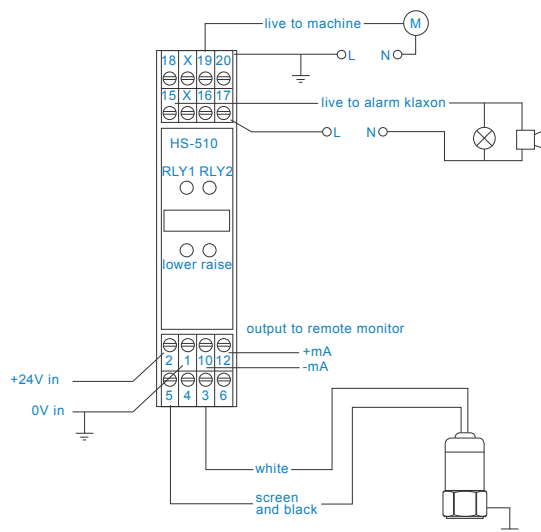 live to machine
M
L
N
18 X 19 20
15 X 16 17
live to alarm klaxon
L
N
HS-510
RLY1 RLY2
lower raise
output to remote monitor
2 1 10 12
+mA
-mA
+24V in
0V in
5 4 3 6
white
screen
and black